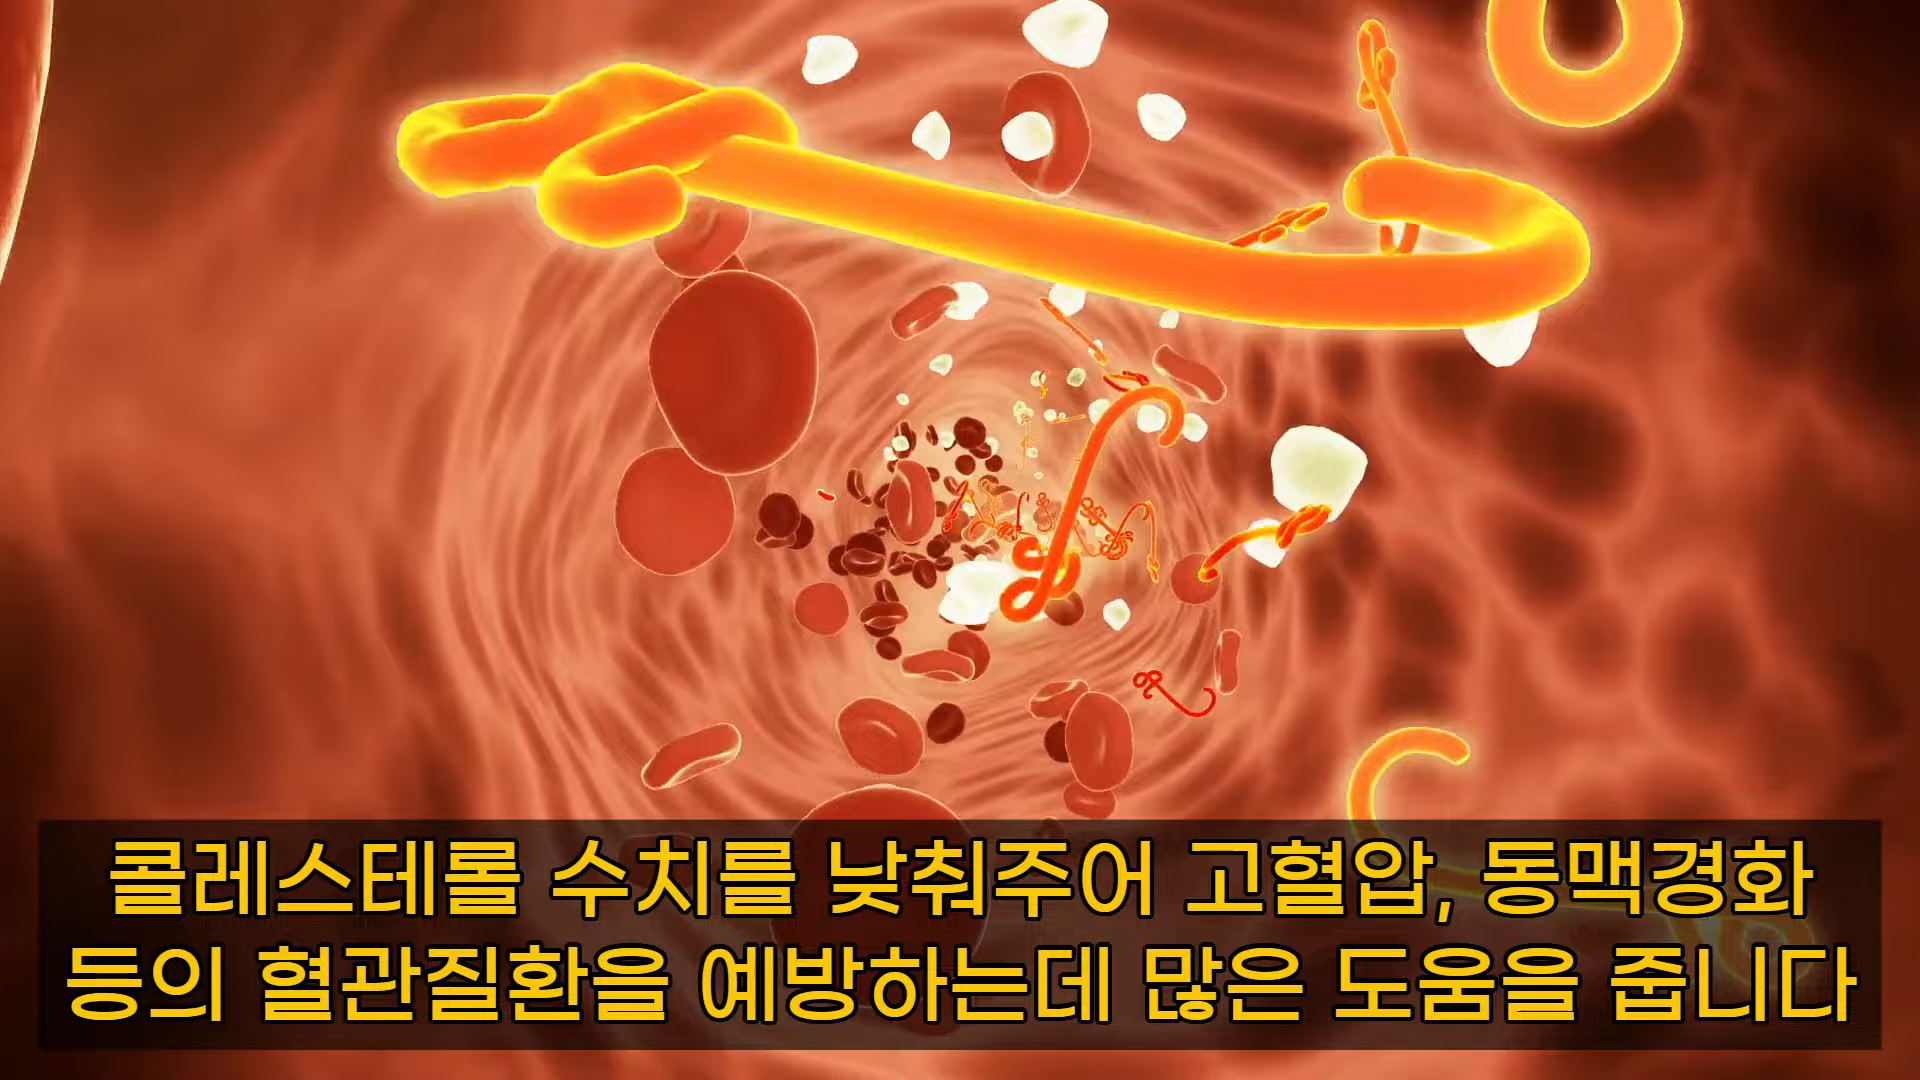 콜레스테롤 수치를 낮춰주어 고혈압, 동맥경화
등의 혈관질환을 예방하는데 많은 도움을 줍니다